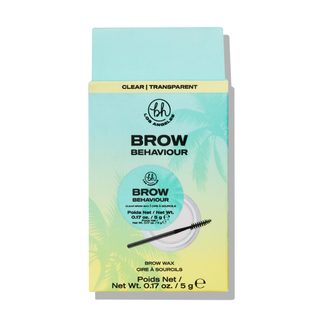 CLEAR | TRANSPARENT
bh
LOS ANGELES
BROW
BEHAVIOUR
bh
BROW
BEHAVIOUR
Poids Net / Net Wt.
0.17 oz. / 5 g ℮
BROW WAX
CIRE À SOURCILS
Poids Net /
Net Wt. 0.17 oz. / 5 g ℮